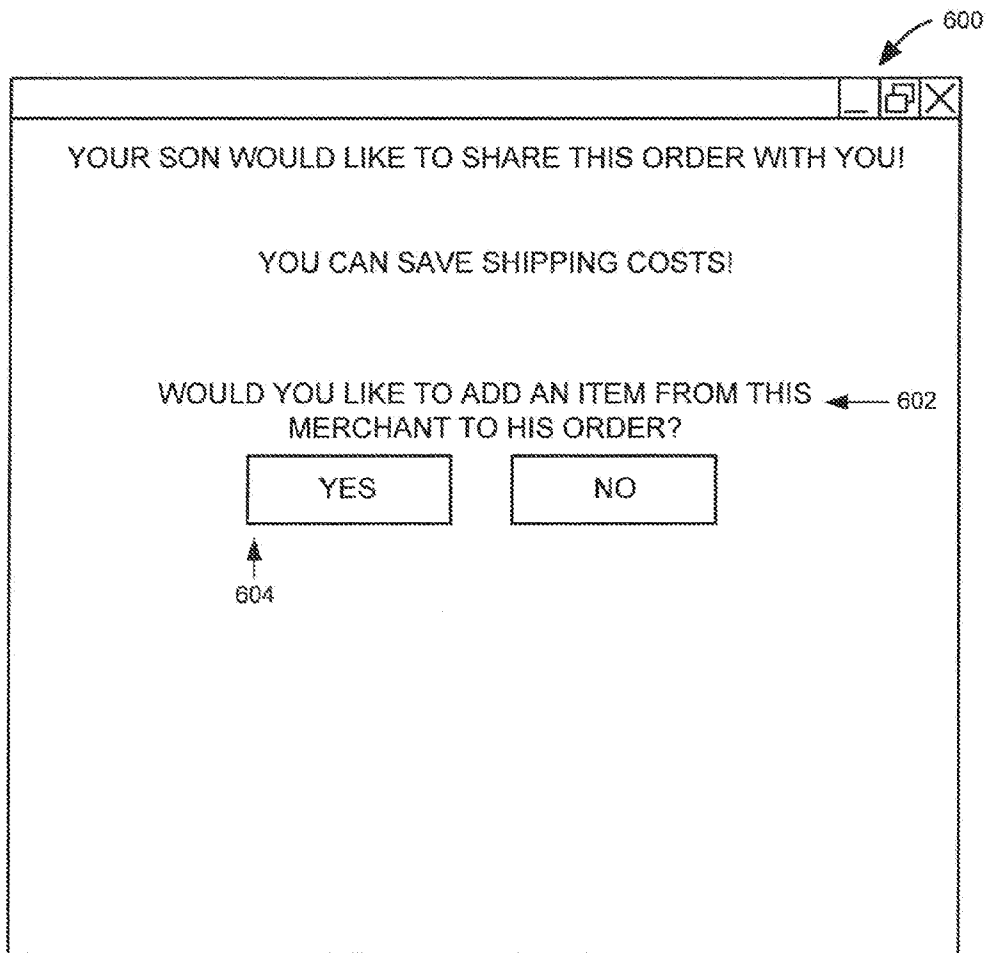 600
YOUR SON WOULD LIKE TO SHARE THIS ORDER WITH YOU!
YOU CAN SAVE SHIPPING COSTS!
WOULD YOU LIKE TO ADD AN ITEM FROM THIS
602
MERCHANT TO HIS ORDER?
YES NO
604